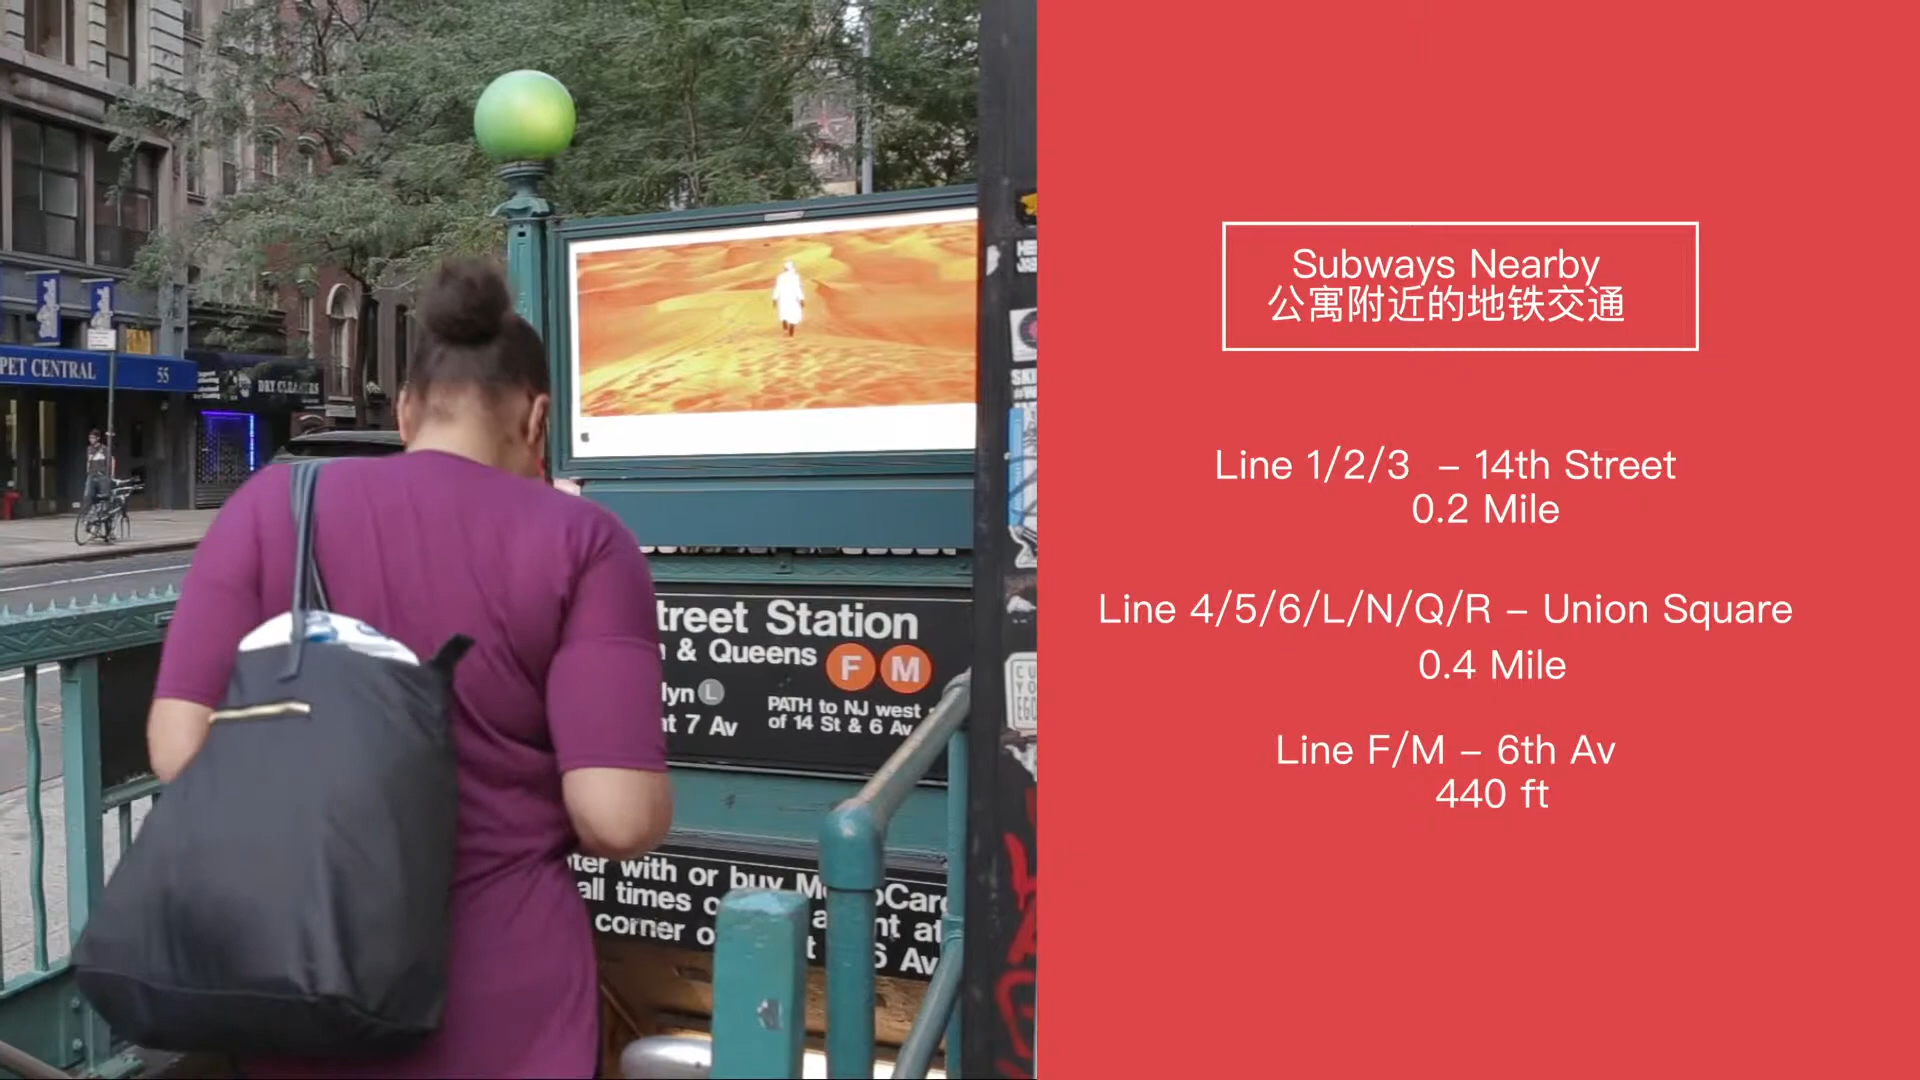 PET CENTRAL 55
DRY CLEANERS
treet Station
& Queens F M
lyn L
PATH to NJ west
t 7 Av
of 14 St & 6 Av
ter with or buy
all times
corner
6 Av
Subways Nearby
公寓附近的地铁交通
Line 1/2/3 – 14th Street
0.2 Mile
Line 4/5/6/L/N/Q/R – Union Square
0.4 Mile
Line F/M – 6th Av
440 ft